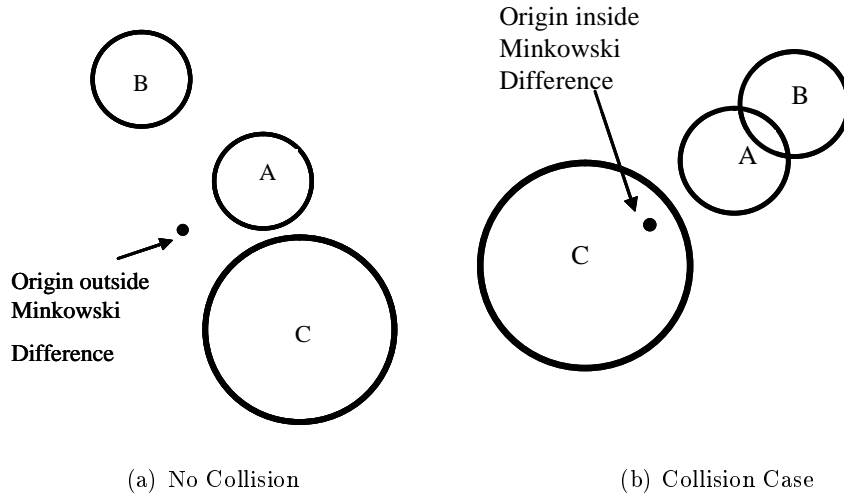 B
A
C
Origin outside
Minkowski
Difference
(a) No Collision
Origin inside
Minkowski
Difference
B
A
C
(b) Collision Case